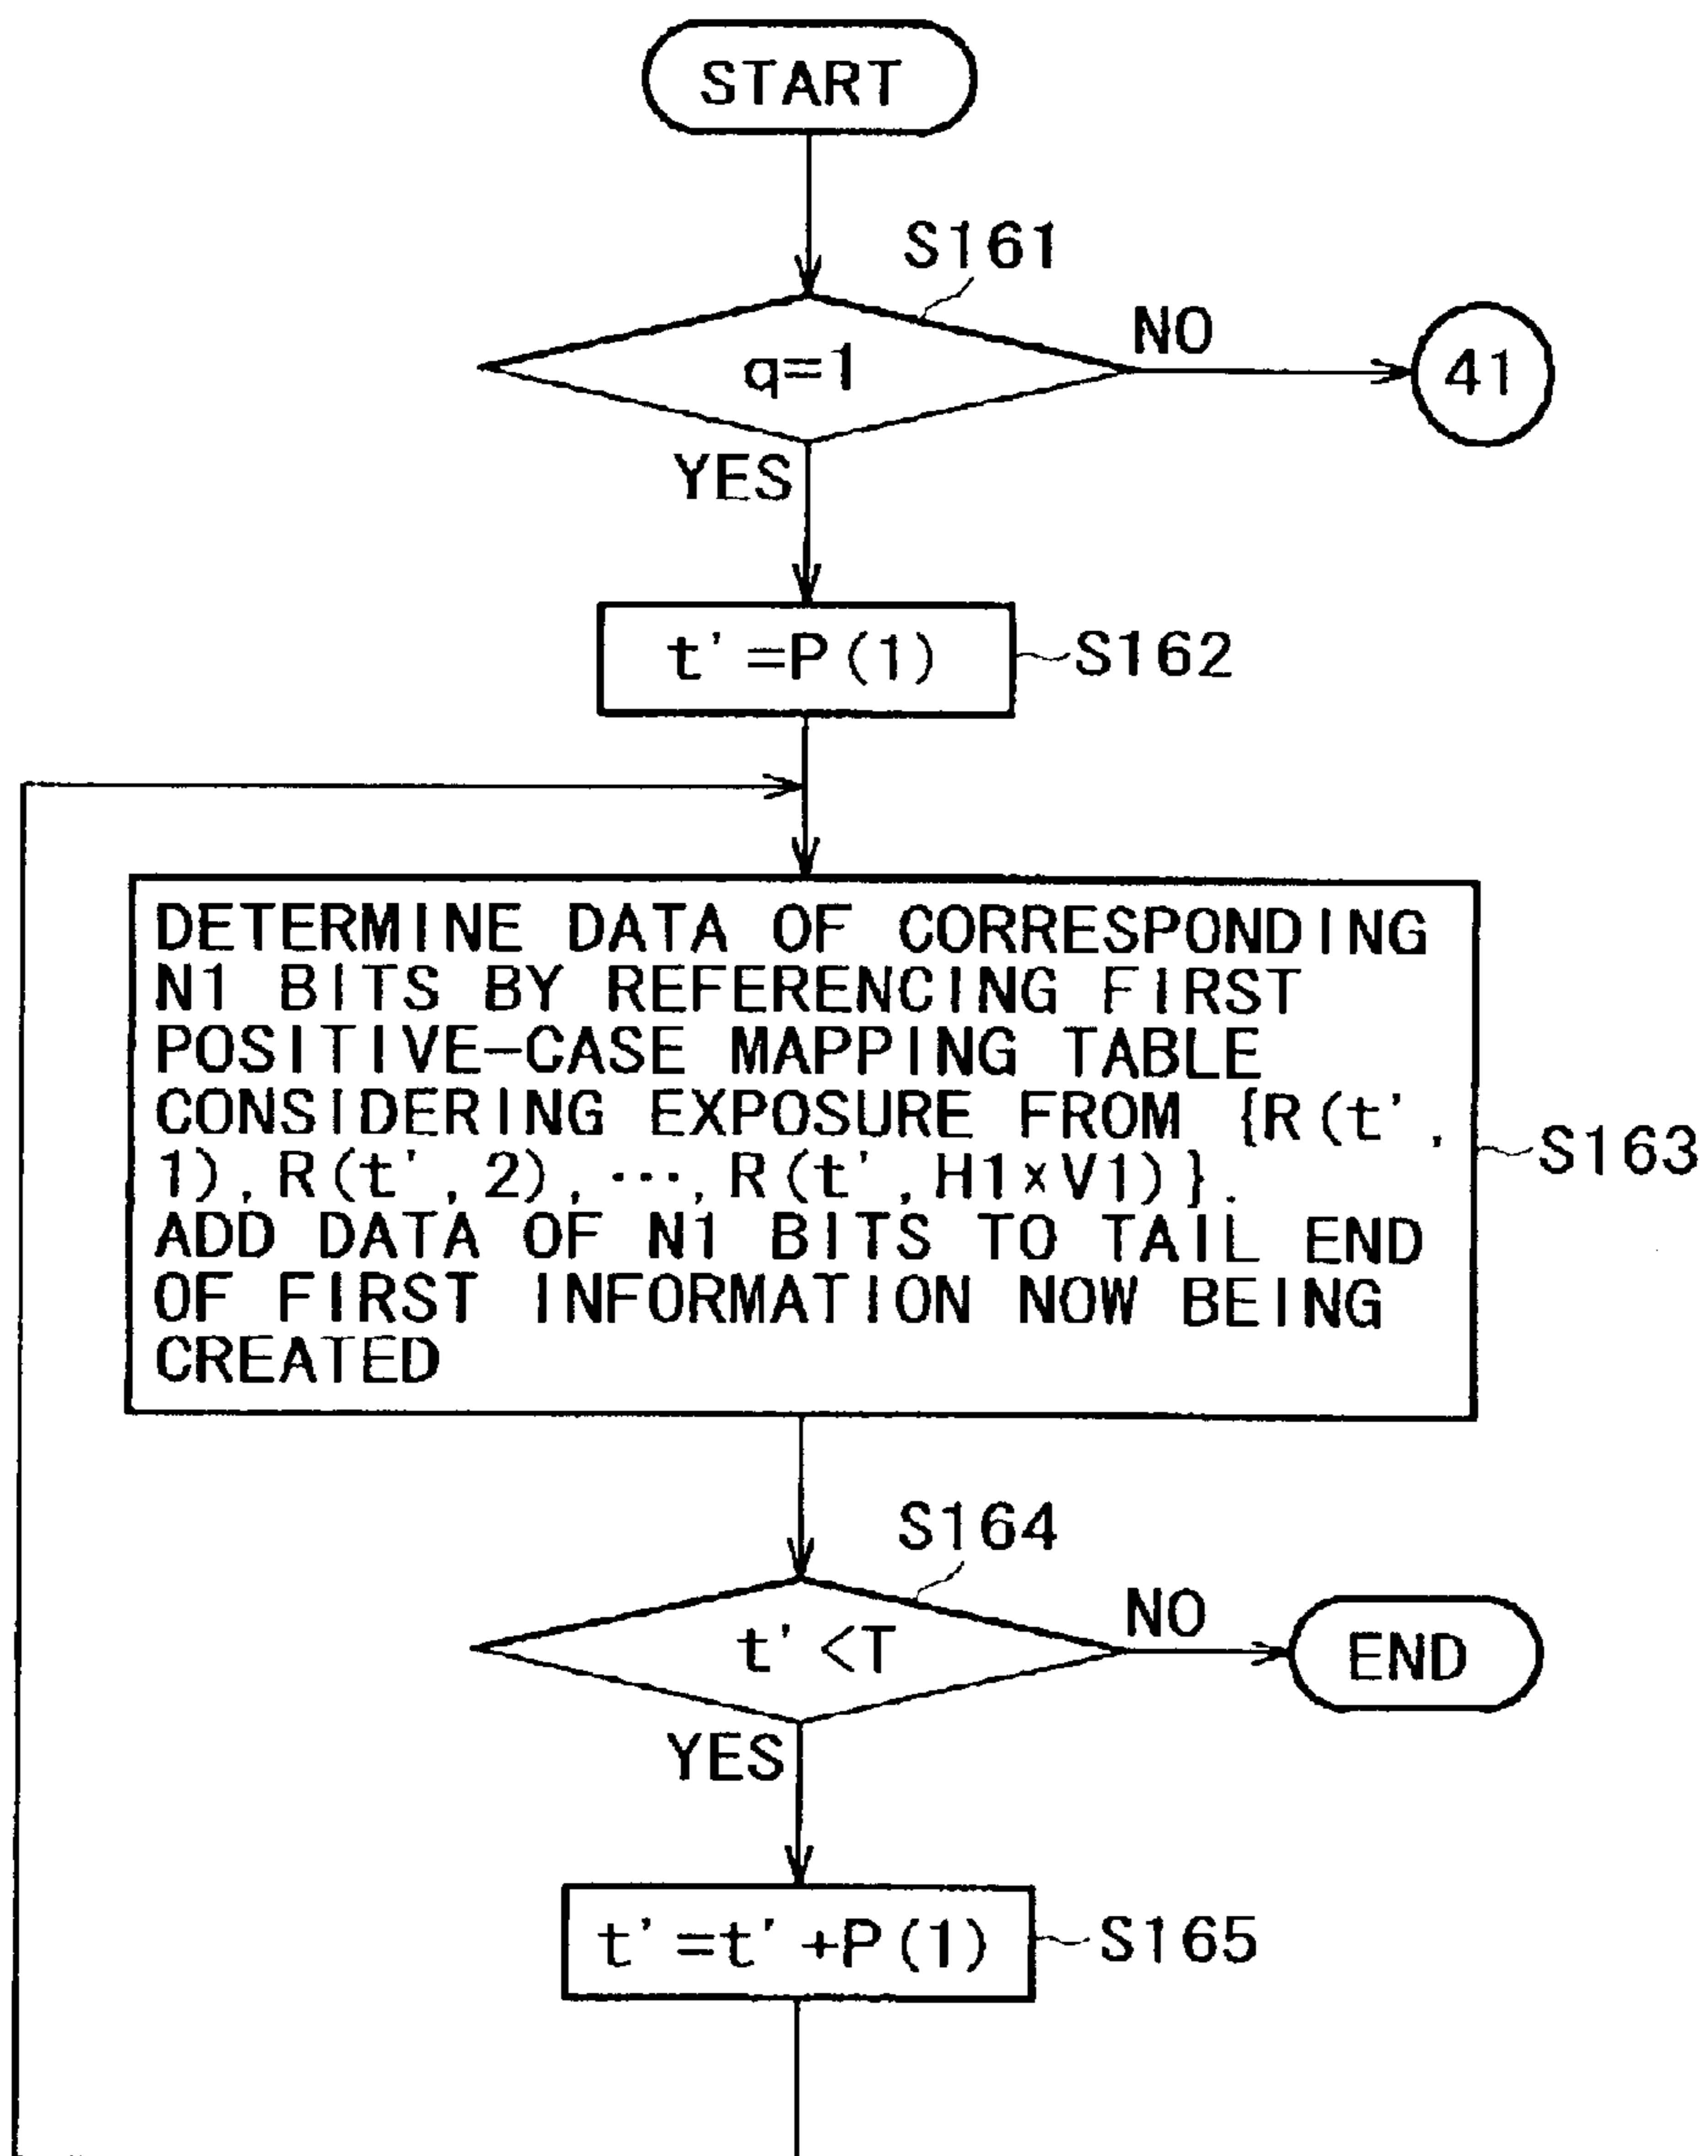 START
S161
q=1
NO
41
YES
t'=P(1)
S162
DETERMINE DATA OF CORRESPONDING
N1 BITS BY REFERENCING FIRST
POSITIVE-CASE MAPPING TABLE
CONSIDERING EXPOSURE FROM {R(t',
1),R(t',2),…,R(t',H1×V1)}.
ADD DATA OF N1 BITS TO TAIL END
OF FIRST INFORMATION NOW BEING
CREATED
S163
S164
t'<T
NO
END
YES
t'=t'+P(1)
S165